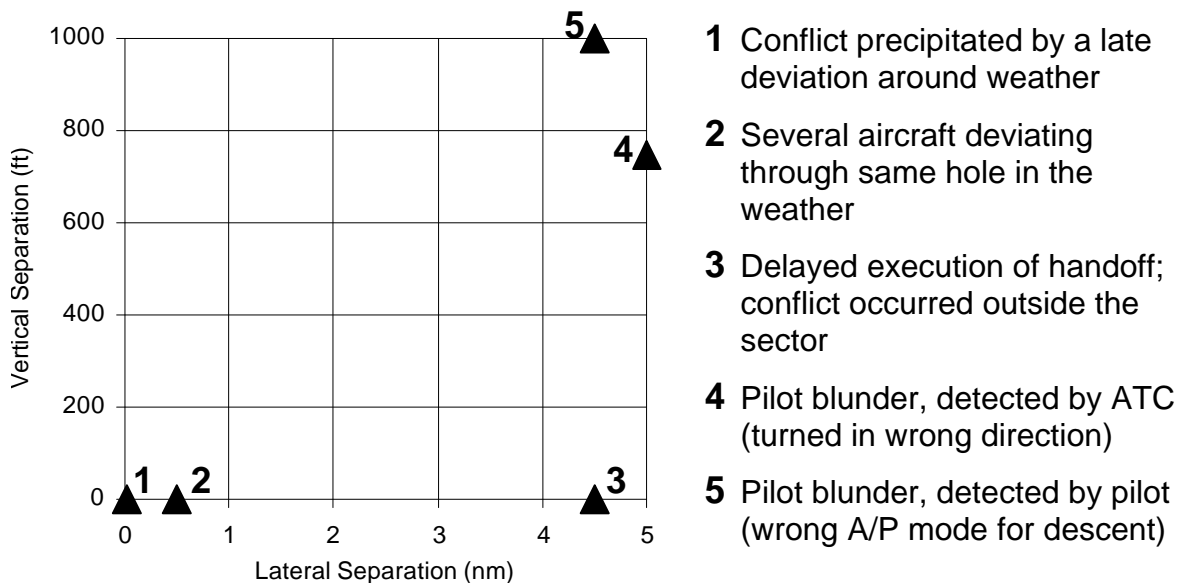 1000
800
600
400
200
0
Vertical Separation (ft)
0 1 2 3 4 5
Lateral Separation (nm)
5
4
1 2 3
1 Conflict precipitated by a late
deviation around weather
2 Several aircraft deviating
through same hole in the
weather
3 Delayed execution of handoff;
conflict occurred outside the
sector
4 Pilot blunder, detected by ATC
(turned in wrong direction)
5 Pilot blunder, detected by pilot
(wrong A/P mode for descent)